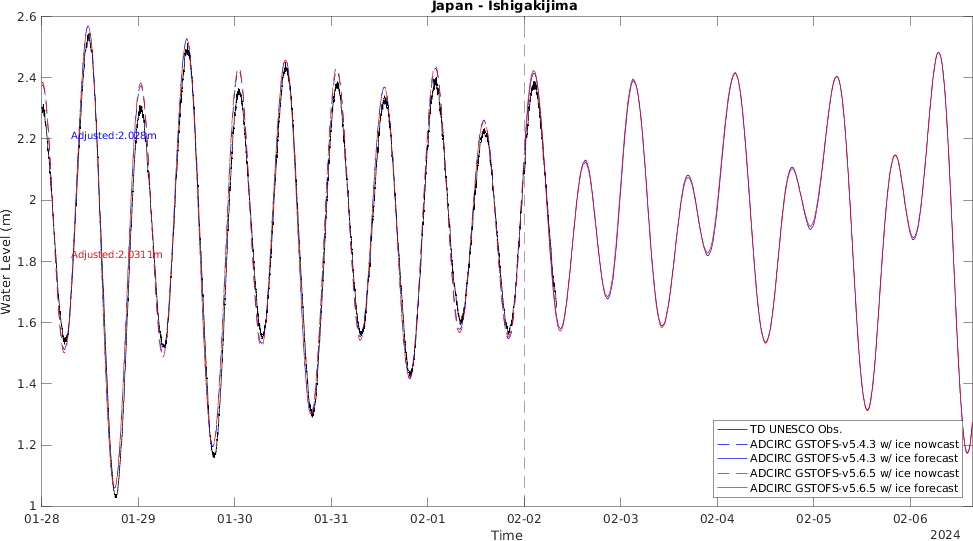 Japan - Ishigakijima
2.6
2.4
2.2
2
1.8
1.6
1.4
1.2
1
Water Level (m)
Adjusted:2.028m
Adjusted:2.0311m
TD UNESCO Obs.
ADCIRC GSTOFS-v5.4.3 w/ ice nowcast
ADCIRC GSTOFS-v5.4.3 w/ ice forecast
ADCIRC GSTOFS-v5.6.5 w/ ice nowcast
ADCIRC GSTOFS-v5.6.5 w/ ice forecast
01-28 01-29 01-30 01-31 02-01 02-02 02-03 02-04 02-05 02-06
Time
2024